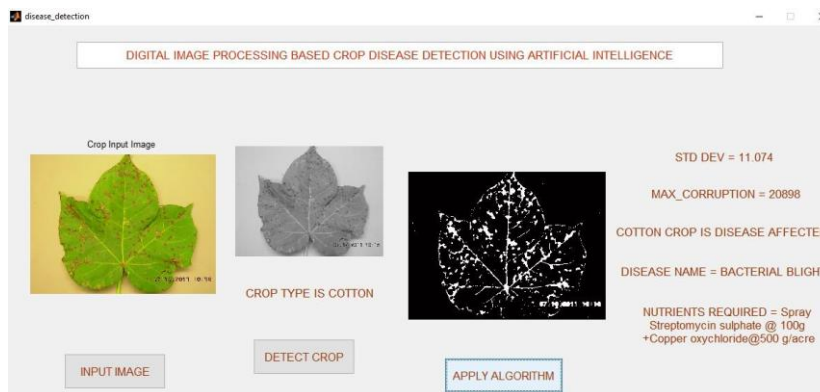 disease_detection
DIGITAL IMAGE PROCESSING BASED CROP DISEASE DETECTION USING ARTIFICIAL INTELLIGENCE
Crop Input Image
CROP TYPE IS COTTON
STD DEV = 11.074
MAX_CORRUPTION = 20898
COTTON CROP IS DISEASE AFFECTE
DISEASE NAME = BACTERIAL BLIGH
NUTRIENTS REQUIRED = Spray
Streptomycin sulphate @ 100g
+Copper oxychloride@500 g/acre
INPUT IMAGE
DETECT CROP
APPLY ALGORITHM